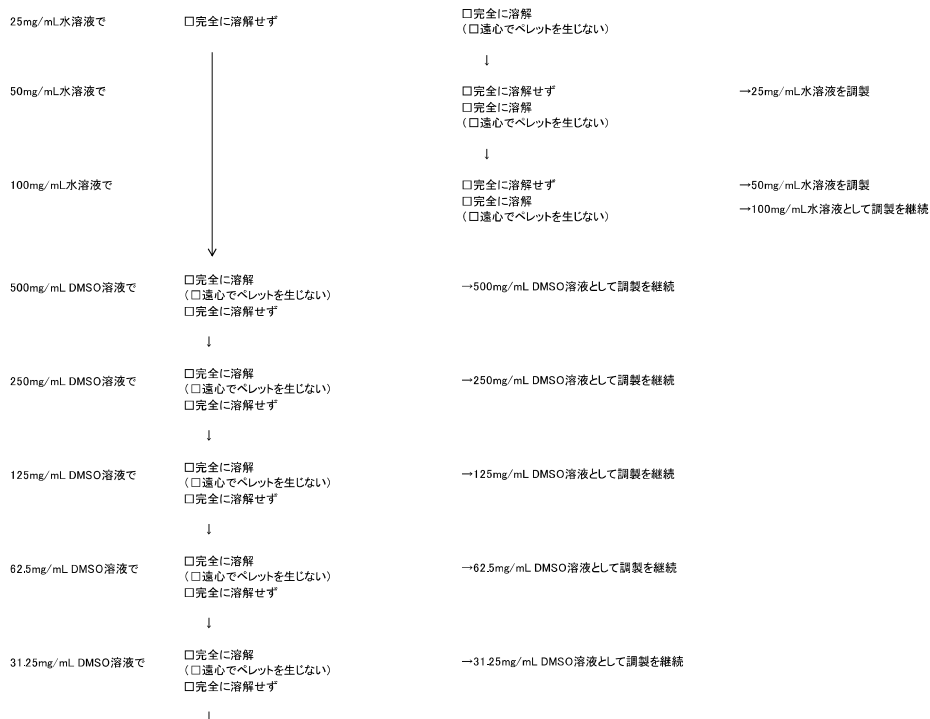 25mg/mL水溶液で □完全に溶解せず □完全に溶解
(□遠心でペレットを生じない)
↓
50mg/mL水溶液で □完全に溶解せず →25mg/mL水溶液を調製
□完全に溶解
(□遠心でペレットを生じない)
↓
100mg/mL水溶液で □完全に溶解せず →50mg/mL水溶液を調製
□完全に溶解
(□遠心でペレットを生じない) →100mg/mL水溶液として調製を継続
500mg/mL DMSO溶液で □完全に溶解 →500mg/mL DMSO溶液として調製を継続
(□遠心でペレットを生じない)
□完全に溶解せず
↓
250mg/mL DMSO溶液で □完全に溶解 →250mg/mL DMSO溶液として調製を継続
(□遠心でペレットを生じない)
□完全に溶解せず
↓
125mg/mL DMSO溶液で □完全に溶解 →125mg/mL DMSO溶液として調製を継続
(□遠心でペレットを生じない)
□完全に溶解せず
↓
62.5mg/mL DMSO溶液で □完全に溶解 →62.5mg/mL DMSO溶液として調製を継続
(□遠心でペレットを生じない)
□完全に溶解せず
↓
31.25mg/mL DMSO溶液で □完全に溶解 →31.25mg/mL DMSO溶液として調製を継続
(□遠心でペレットを生じない)
□完全に溶解せず